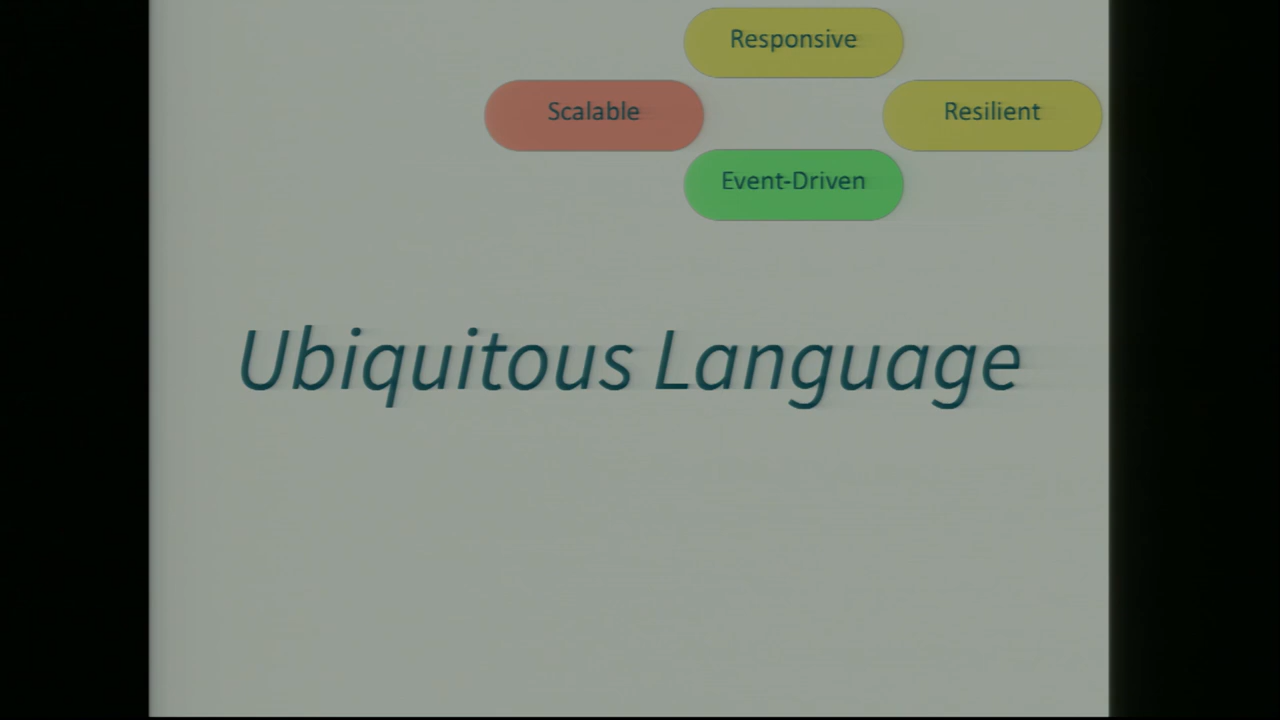 Responsive
Scalable
Resilient
Event-Driven
Ubiquitous Language